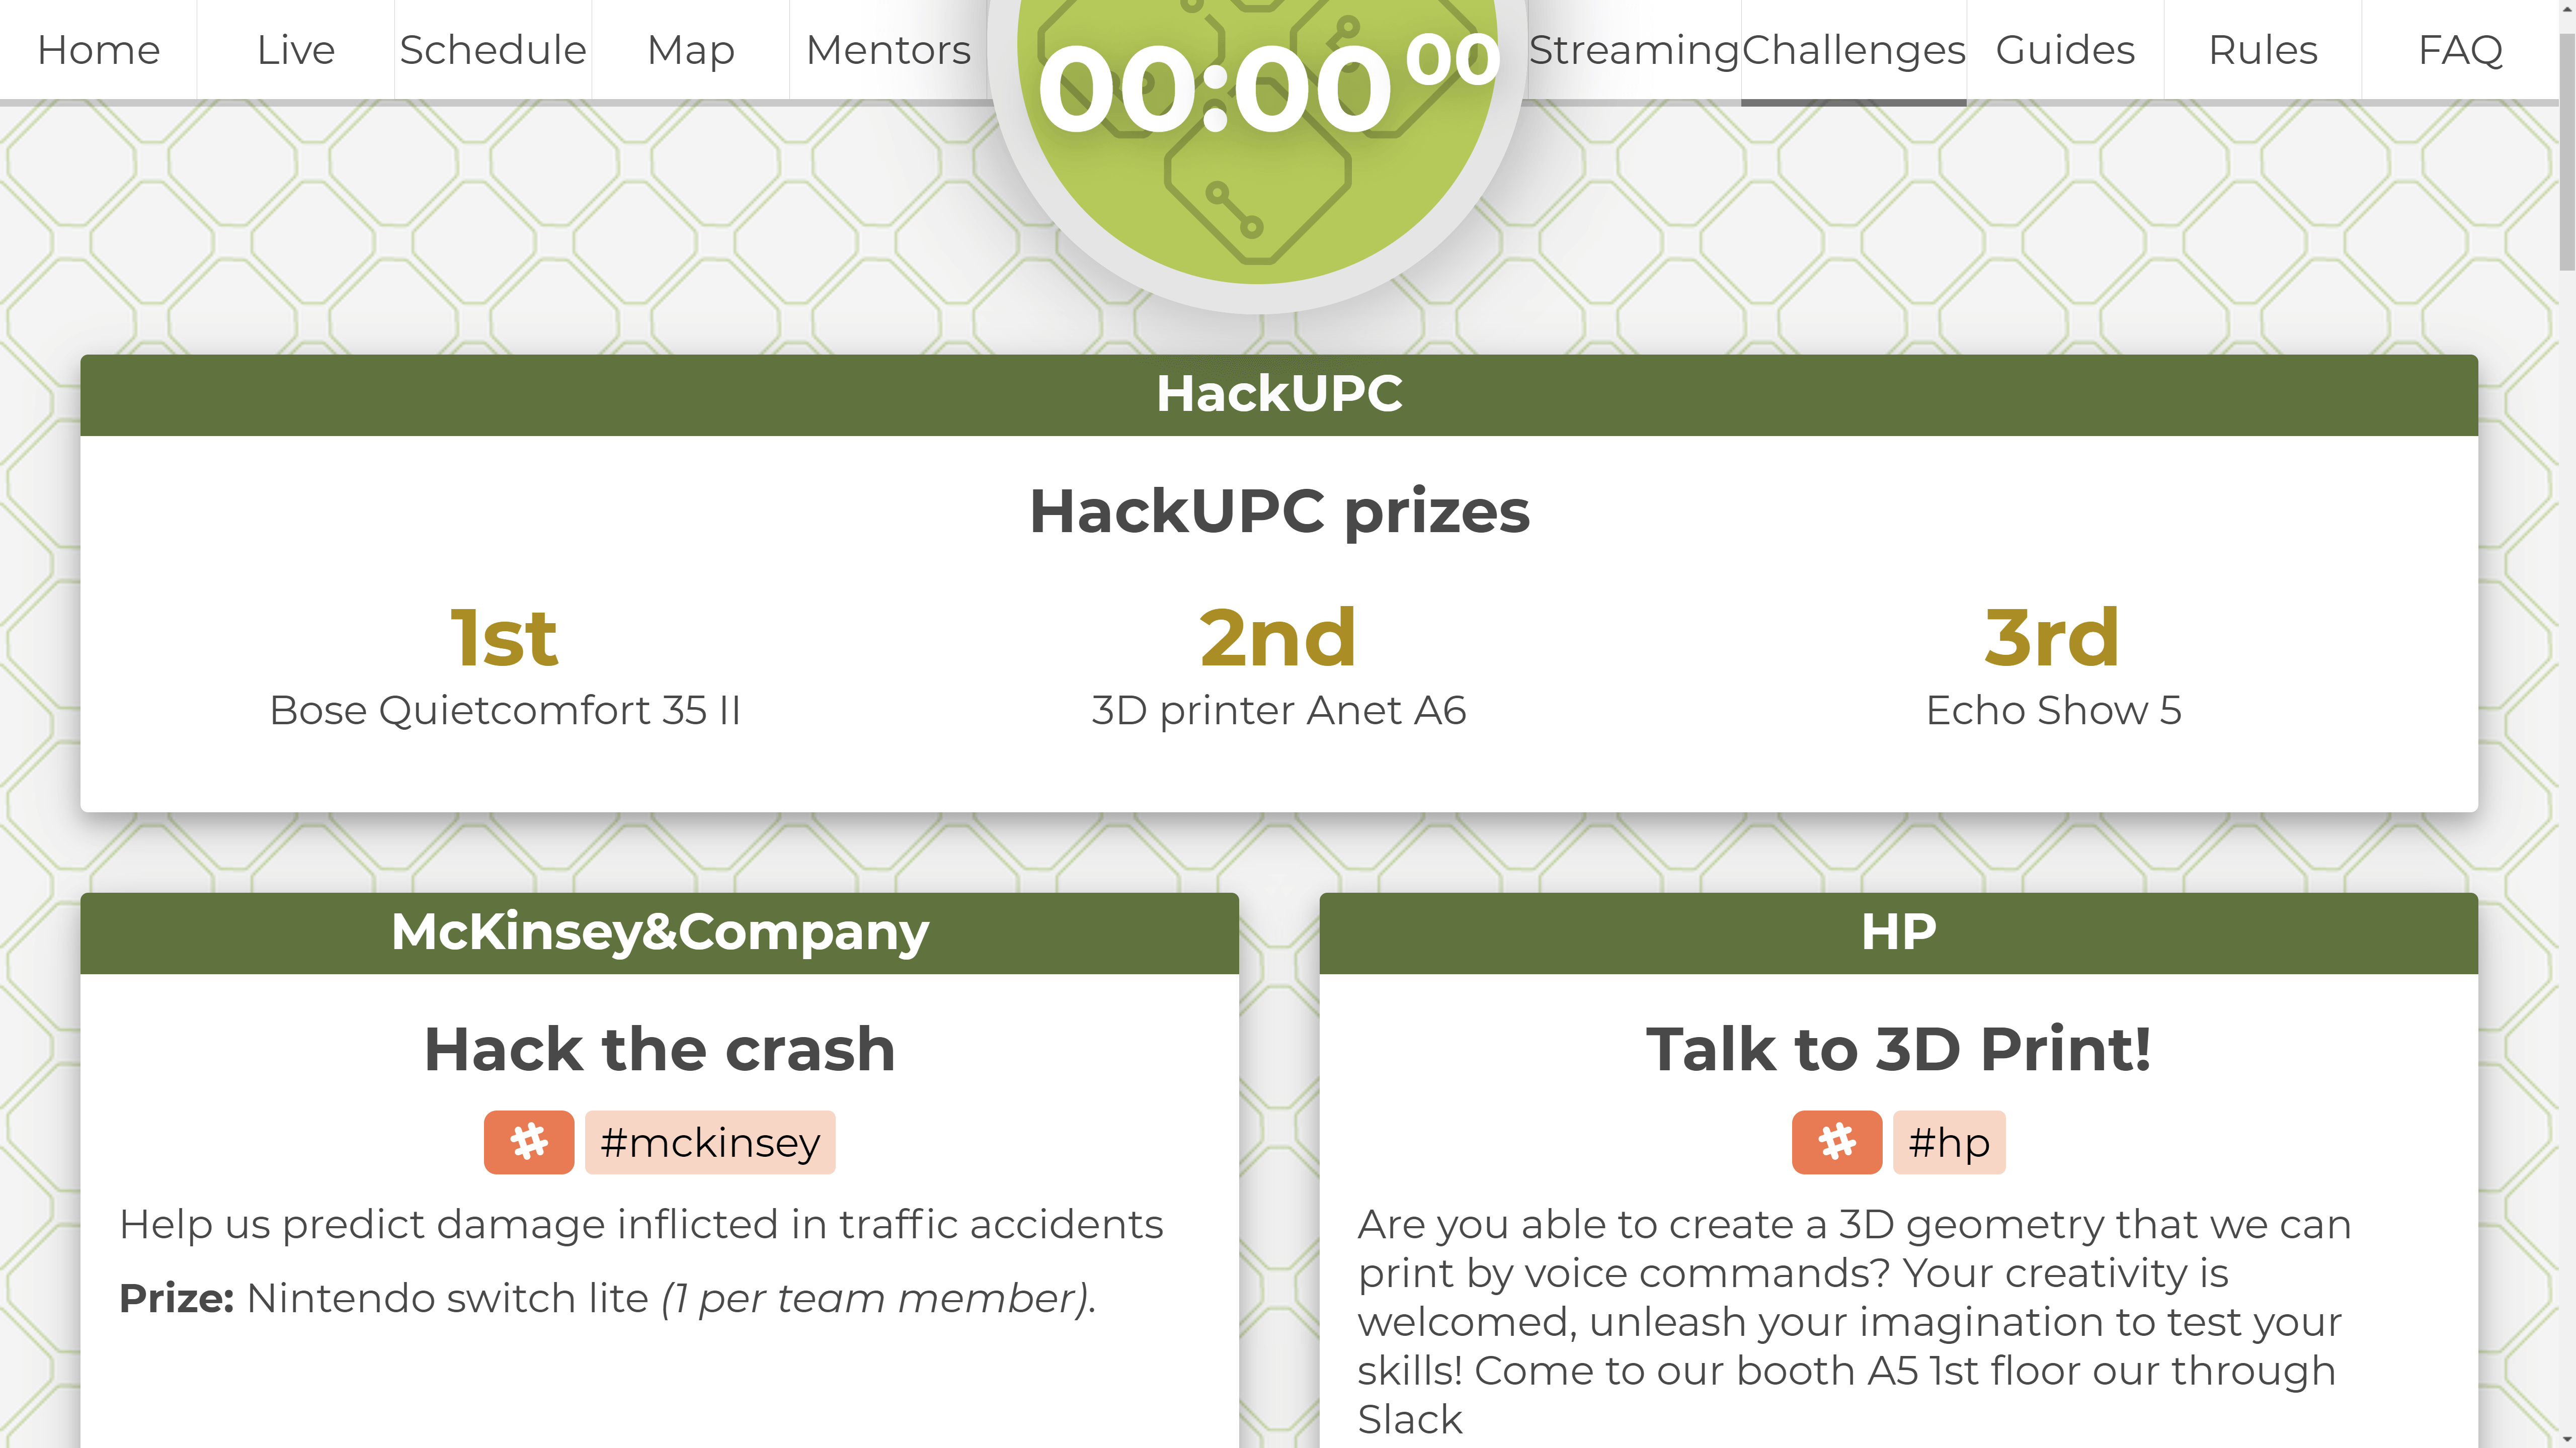 Home
Live
Schedule
Map
Mentors
00:00 00
Streaming
Challenges
Guides
Rules
FAQ
HackUPC
HackUPC prizes
1st
Bose Quietcomfort 35 II
2nd
3D printer Anet A6
3rd
Echo Show 5
McKinsey&Company
Hack the crash
#mckinsey
Help us predict damage inflicted in traffic accidents
Prize: Nintendo switch lite (1 per team member).
HP
Talk to 3D Print!
#hp
Are you able to create a 3D geometry that we can
print by voice commands? Your creativity is
welcomed, unleash your imagination to test your
skills! Come to our booth A5 1st floor our through
Slack